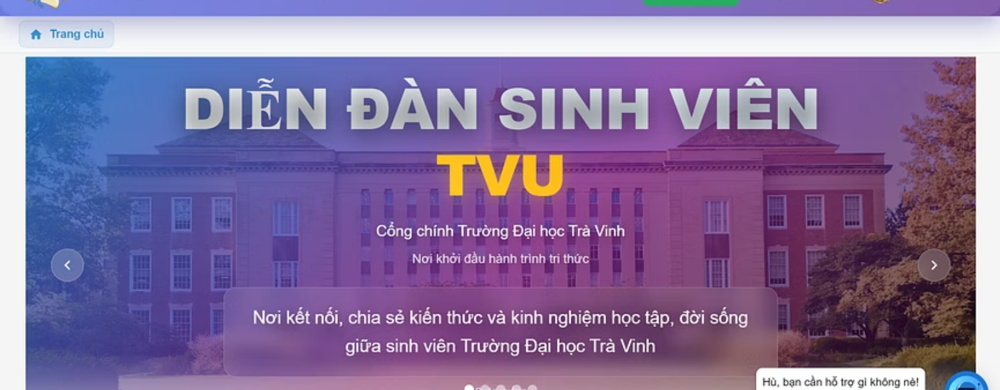 Trang chủ
DIỄN ĐÀN SINH VIÊN
TVU
Cổng chính Trường Đại học Trà Vinh
Nơi khởi đầu hành trình tri thức
Nơi kết nối, chia sẻ kiến thức và kinh nghiệm học tập, đời sống
giữa sinh viên Trường Đại học Trà Vinh
Hù, bạn cần hỗ trợ gì không nè!